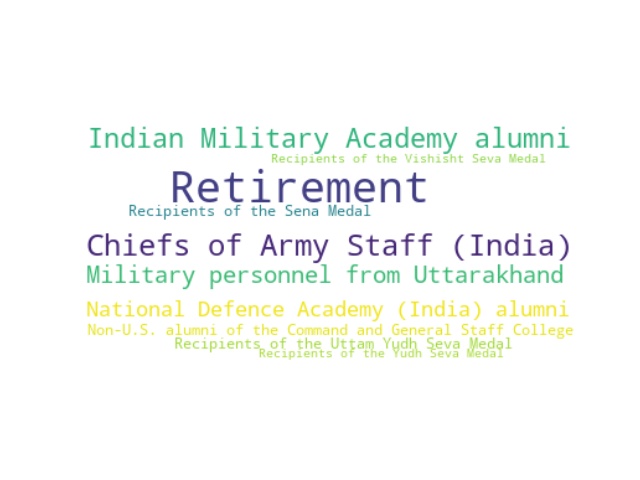 Indian Military Academy alumni
Recipients of the Vishisht Seva Medal
Retirement
Recipients of the Sena Medal
Chiefs of Army Staff (India)
Military personnel from Uttarakhand
National Defence Academy (India) alumni
Non-U.S. alumni of the Command and General Staff College
Recipients of the Uttam Yudh Seva Medal
Recipients of the Yudh Seva Medal